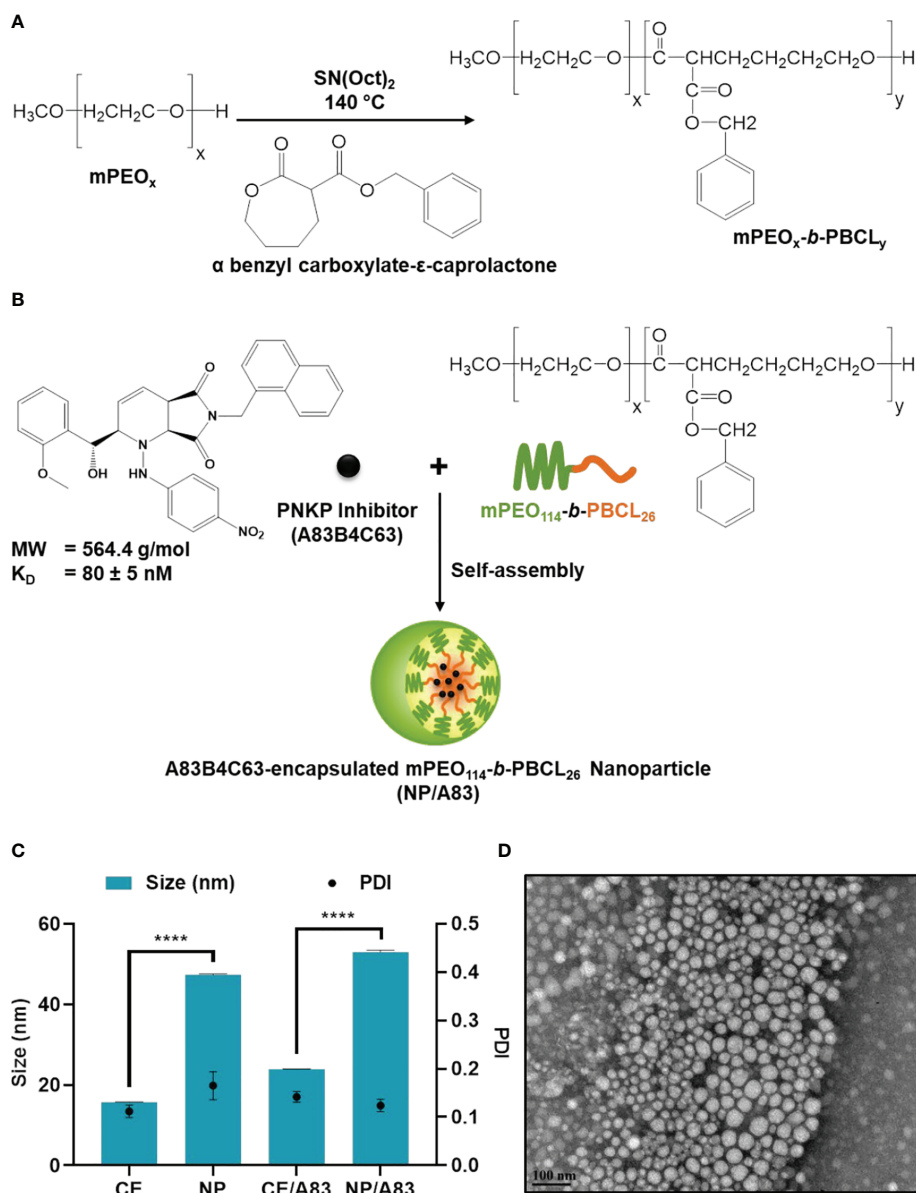 A
H3CO H2CHC O H
x
mPEOx
SN(Oct)2
140 °C
O
O
O
O
α benzyl carboxylate-ε-caprolactone
H3CO H2CH2C O C CHCH2CH2CH2CH2O H
x
y
O
C=O
O—CH2
mPEOx-b-PBCLy
B
O
N
O
N
OH
HN
O
NO2
MW = 564.4 g/mol
KD = 80 ± 5 nM
PNKP Inhibitor
(A83B4C63)
+
H3CO H2CH2C O C CHCH2CH2CH2CH2O H
x
y
O
C=O
O—CH2
mPEO114-b-PBCL26
Self-assembly
A83B4C63-encapsulated mPEO114-b-PBCL26 Nanoparticle
(NP/A83)
C
Size (nm) PDI
60
40
20
0
Size (nm)
0.5
0.4
0.3
0.2
0.1
0.0
PDI
****
****
CE NP CE/A83 NP/A83
D
100 nm